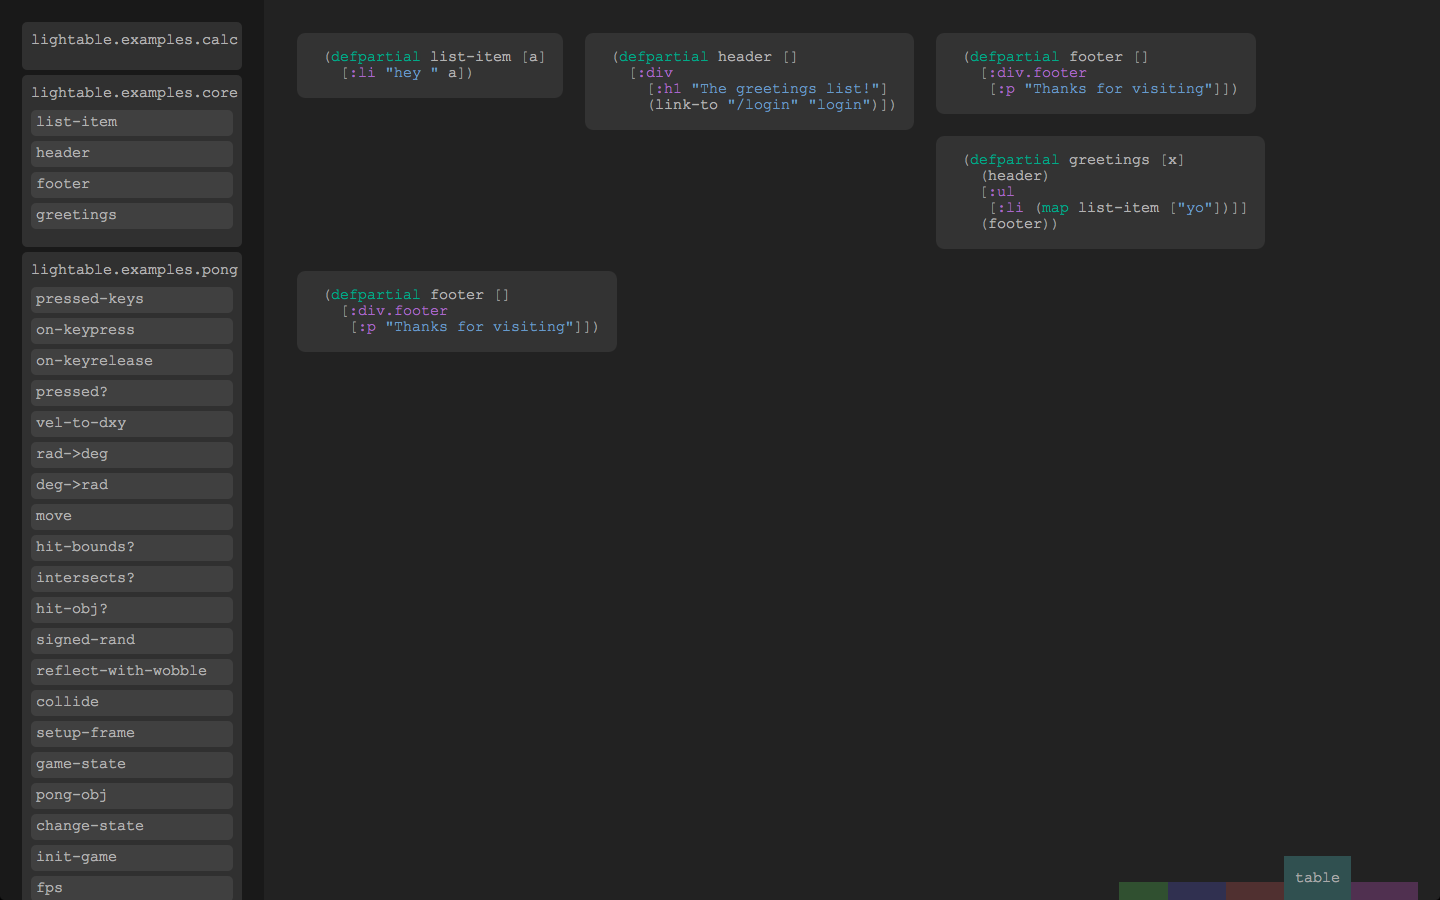 lightable.examples.calc
lightable.examples.core
list-item
header
footer
greetings
lightable.examples.pong
pressed-keys
on-keypress
on-keyrelease
pressed?
vel-to-dxy
rad->deg
deg->rad
move
hit-bounds?
intersects?
hit-obj?
signed-rand
reflect-with-wobble
collide
setup-frame
game-state
pong-obj
change-state
init-game
fps
(defpartial list-item [a]
  [:li "hey " a])
(defpartial header []
  [:div
    [:h1 "The greetings list!"]
    (link-to "/login" "login")])
(defpartial footer []
  [:div.footer
   [:p "Thanks for visiting"]])
(defpartial greetings [x]
  (header)
  [:ul
   [:li (map list-item ["yo"])]]
  (footer))
(defpartial footer []
  [:div.footer
   [:p "Thanks for visiting"]])
table